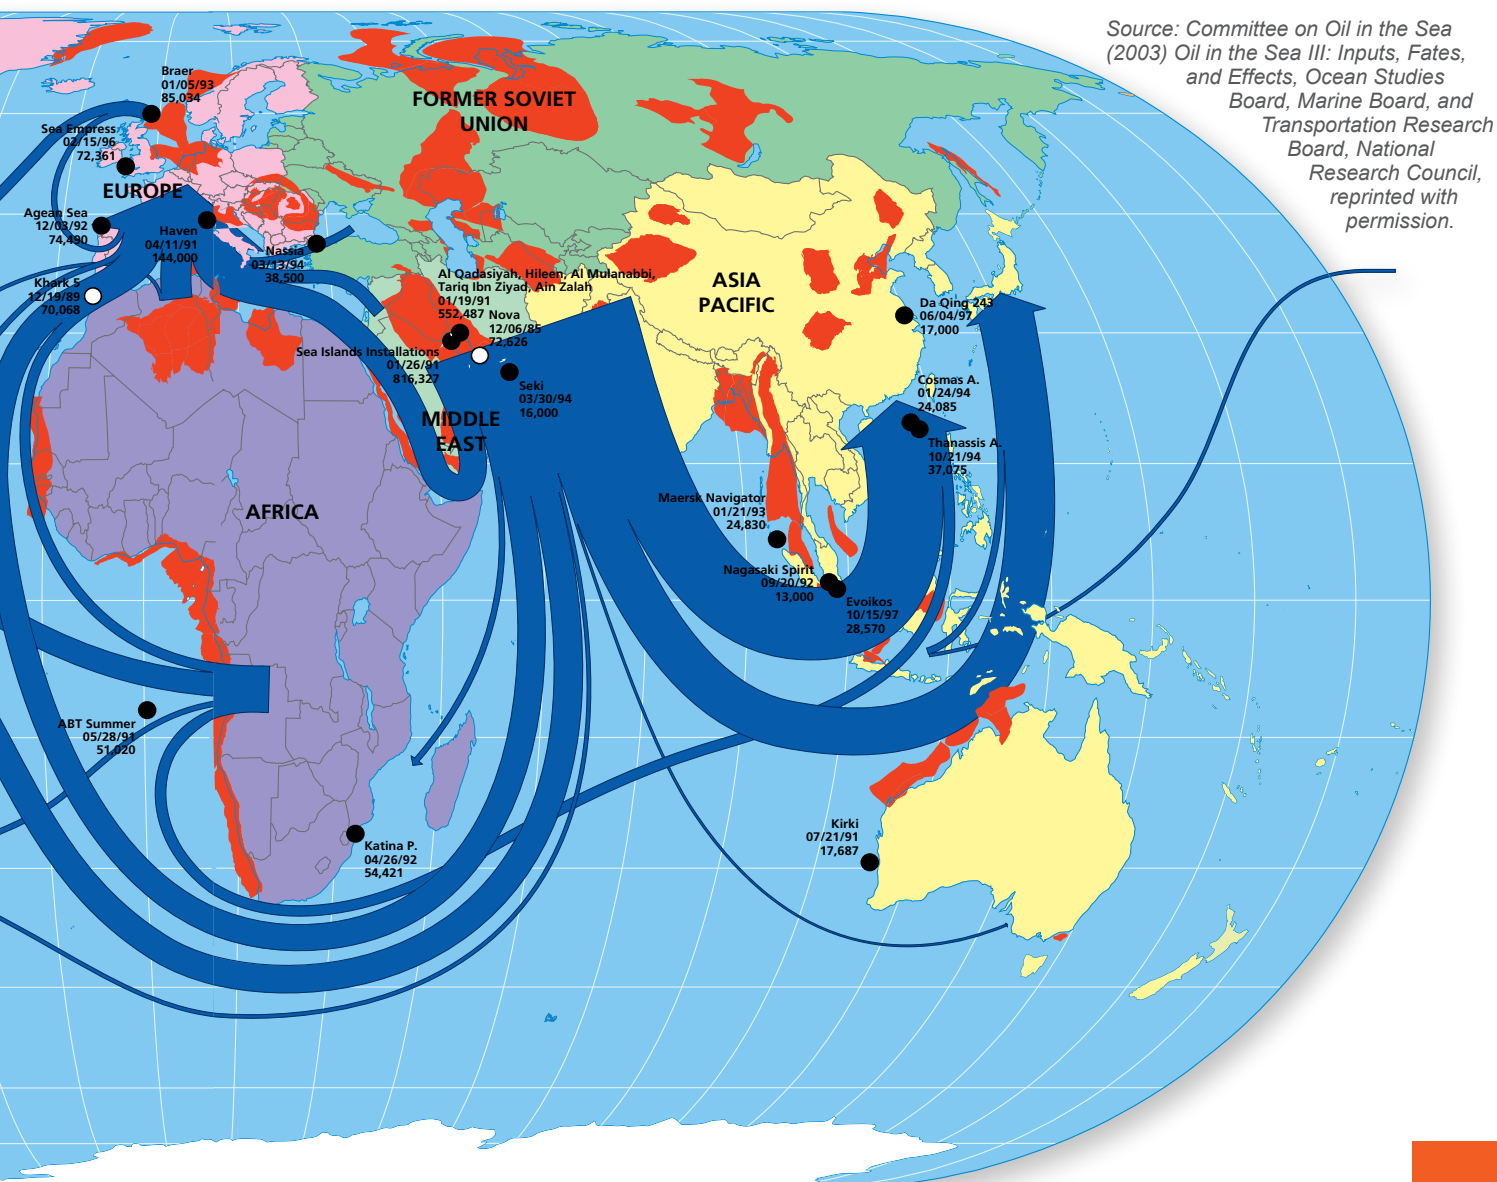 Source: Committee on Oil in the Sea
(2003) Oil in the Sea III: Inputs, Fates,
and Effects, Ocean Studies
Board, Marine Board, and
Transportation Research
Board, National
Research Council,
reprinted with
permission.
Braer
01/05/93
85,034
FORMER SOVIET
UNION
Sea Empress
02/15/96
72,361
EUROPE
Agean Sea
12/03/92
74,490
Haven
04/11/91
144,000
Nassia
03/13/94
38,500
Khark 5
12/19/89
70,068
Al Qadasiyah, Hileen, Al Mulanabbi,
Tariq Ibn Ziyad, Ain Zalah
01/19/91
552,487
Nova
12/06/85
72,626
ASIA
PACIFIC
Da Qing 243
06/04/97
17,000
Sea Islands Installations
01/26/91
816,327
Seki
03/30/94
16,000
Cosmas A.
01/24/94
24,085
MIDDLE
EAST
Thanassis A.
10/21/94
37,075
AFRICA
Maersk Navigator
01/21/93
24,830
Nagasaki Spirit
09/20/92
13,000
Evoikos
10/15/97
28,570
ABT Summer
05/28/91
51,020
Katina P.
04/26/92
54,421
Kirki
07/21/91
17,687